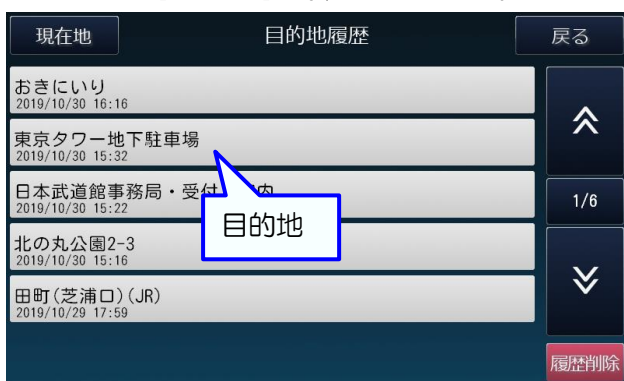 現在地
目的地履歴
戻る
おきにいり
2019/10/30 16:16
東京タワー地下駐車場
2019/10/30 15:32
日本武道館事務局・受付
2019/10/30 15:22
目的地
北の丸公園2-3
2019/10/30 15:16
田町(芝浦口)(JR)
2019/10/29 17:59
1/6
履歴削除